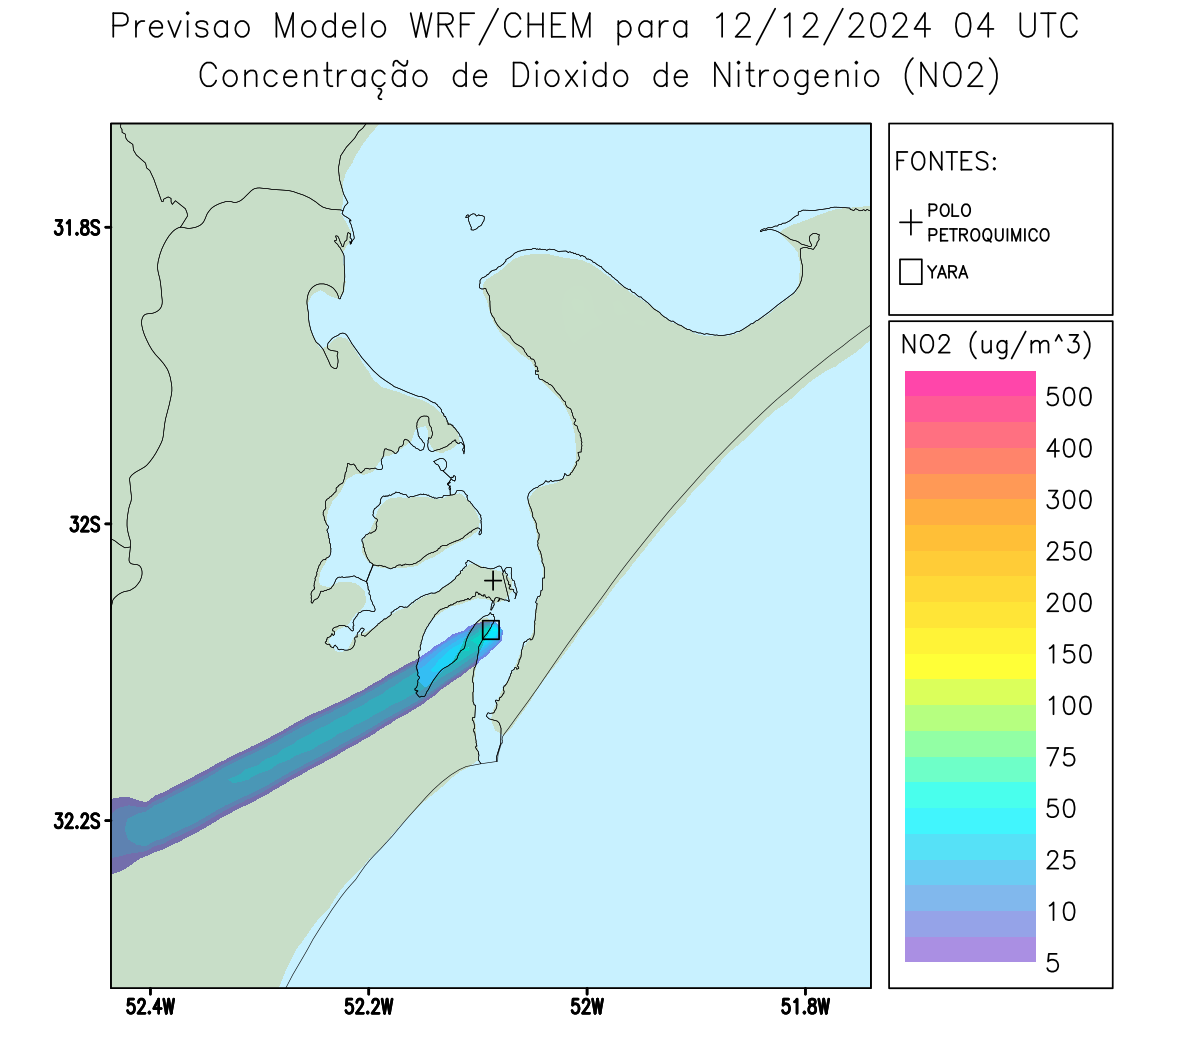 Previsao Modelo WRF/CHEM para 12/12/2024 04 UTC
Concentração de Dioxido de Nitrogenio (NO2)
FONTES:
POLO
PETROQUIMICO
YARA
NO2 (ug/m^3)
500
400
300
250
200
150
100
75
50
25
10
5
31.8S
32S
32.2S
52.4W
52.2W
52W
51.8W